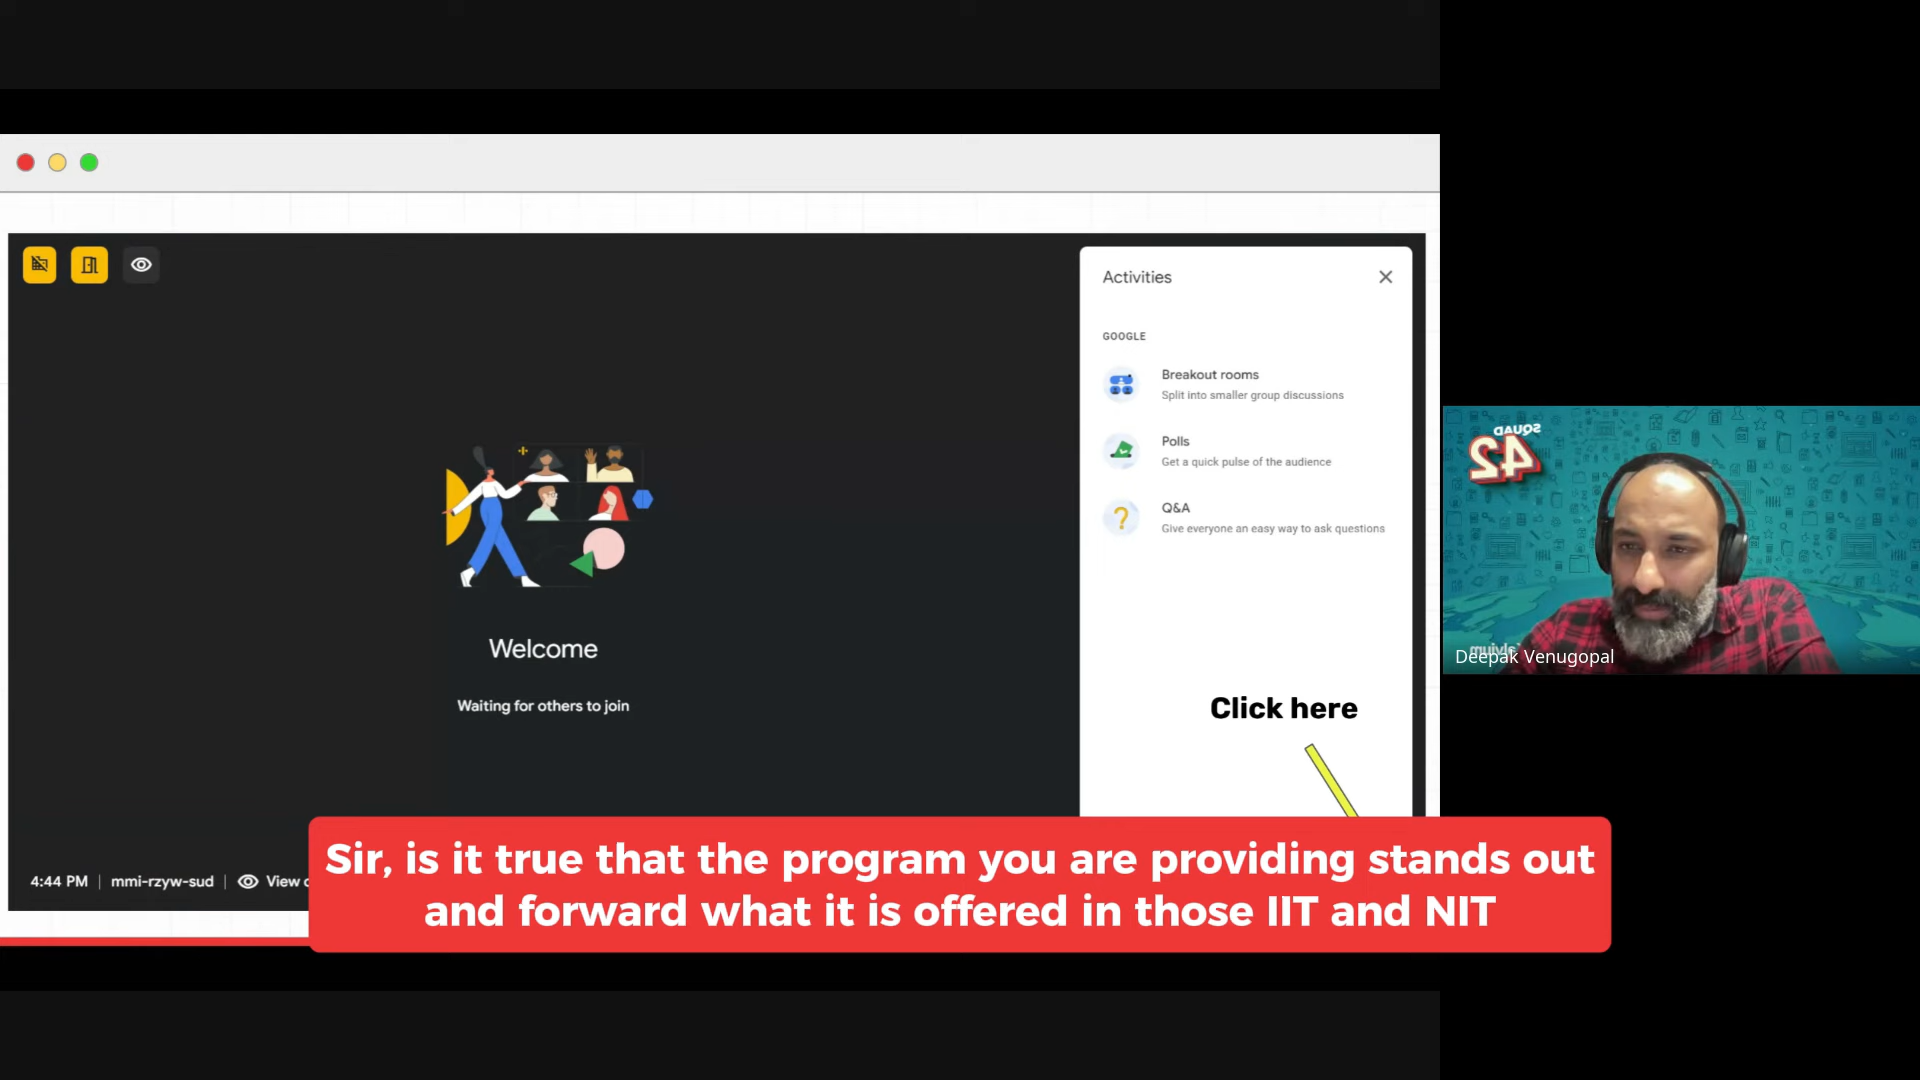 Activities
GOOGLE
Breakout rooms
Split into smaller group discussions
Polls
Get a quick pulse of the audience
Q&A
Give everyone an easy way to ask questions
Welcome
Waiting for others to join
Click here
SQUAD
42
Deepak Venugopal
4:44 PM | mmi-rzyw-sud | View
Sir, is it true that the program you are providing stands out
and forward what it is offered in those IIT and NIT